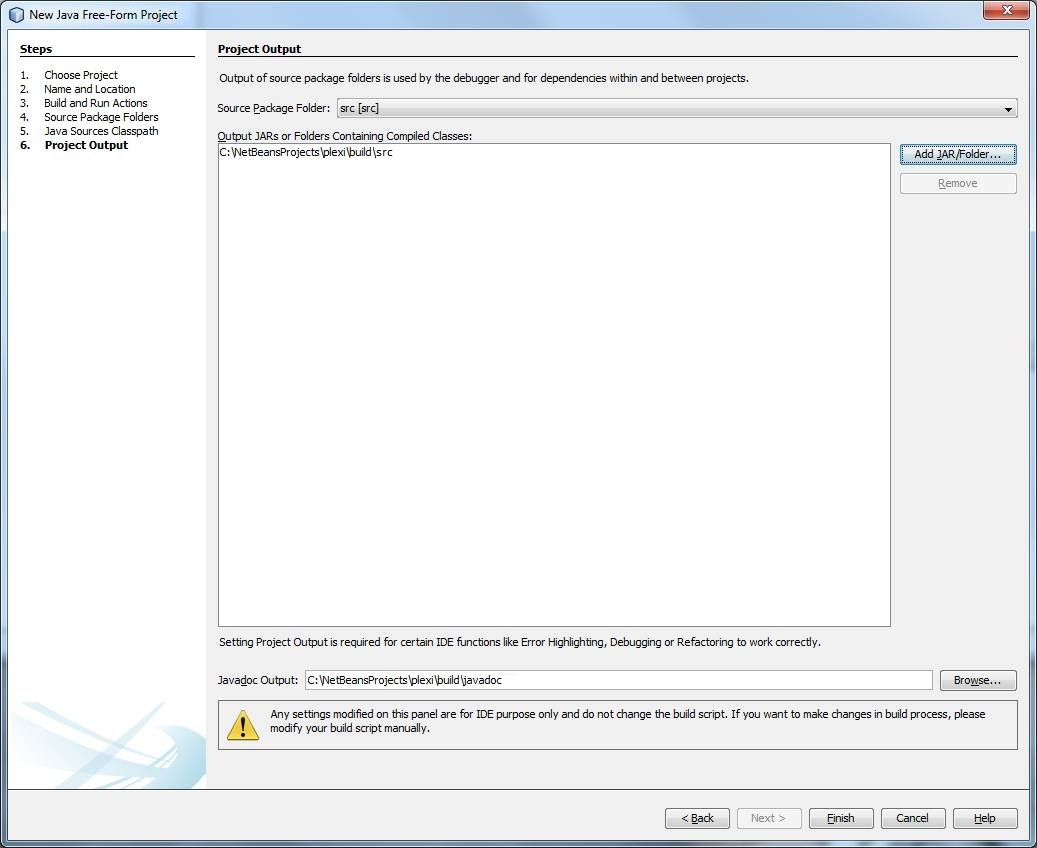 New Java Free-Form Project
Steps
1. Choose Project
2. Name and Location
3. Build and Run Actions
4. Source Package Folders
5. Java Sources Classpath
6. Project Output
Project Output
Output of source package folders is used by the debugger and for dependencies within and between projects.
Source Package Folder: src [src]
Output JARs or Folders Containing Compiled Classes:
C:\NetBeansProjects\plexi\build\src
Add JAR/Folder...
Remove
Setting Project Output is required for certain IDE functions like Error Highlighting, Debugging or Refactoring to work correctly.
Javadoc Output: C:\NetBeansProjects\plexi\build\javadoc Browse...
Any settings modified on this panel are for IDE purpose only and do not change the build script. If you want to make changes in build process, please
modify your build script manually.
< Back Next > Finish Cancel Help